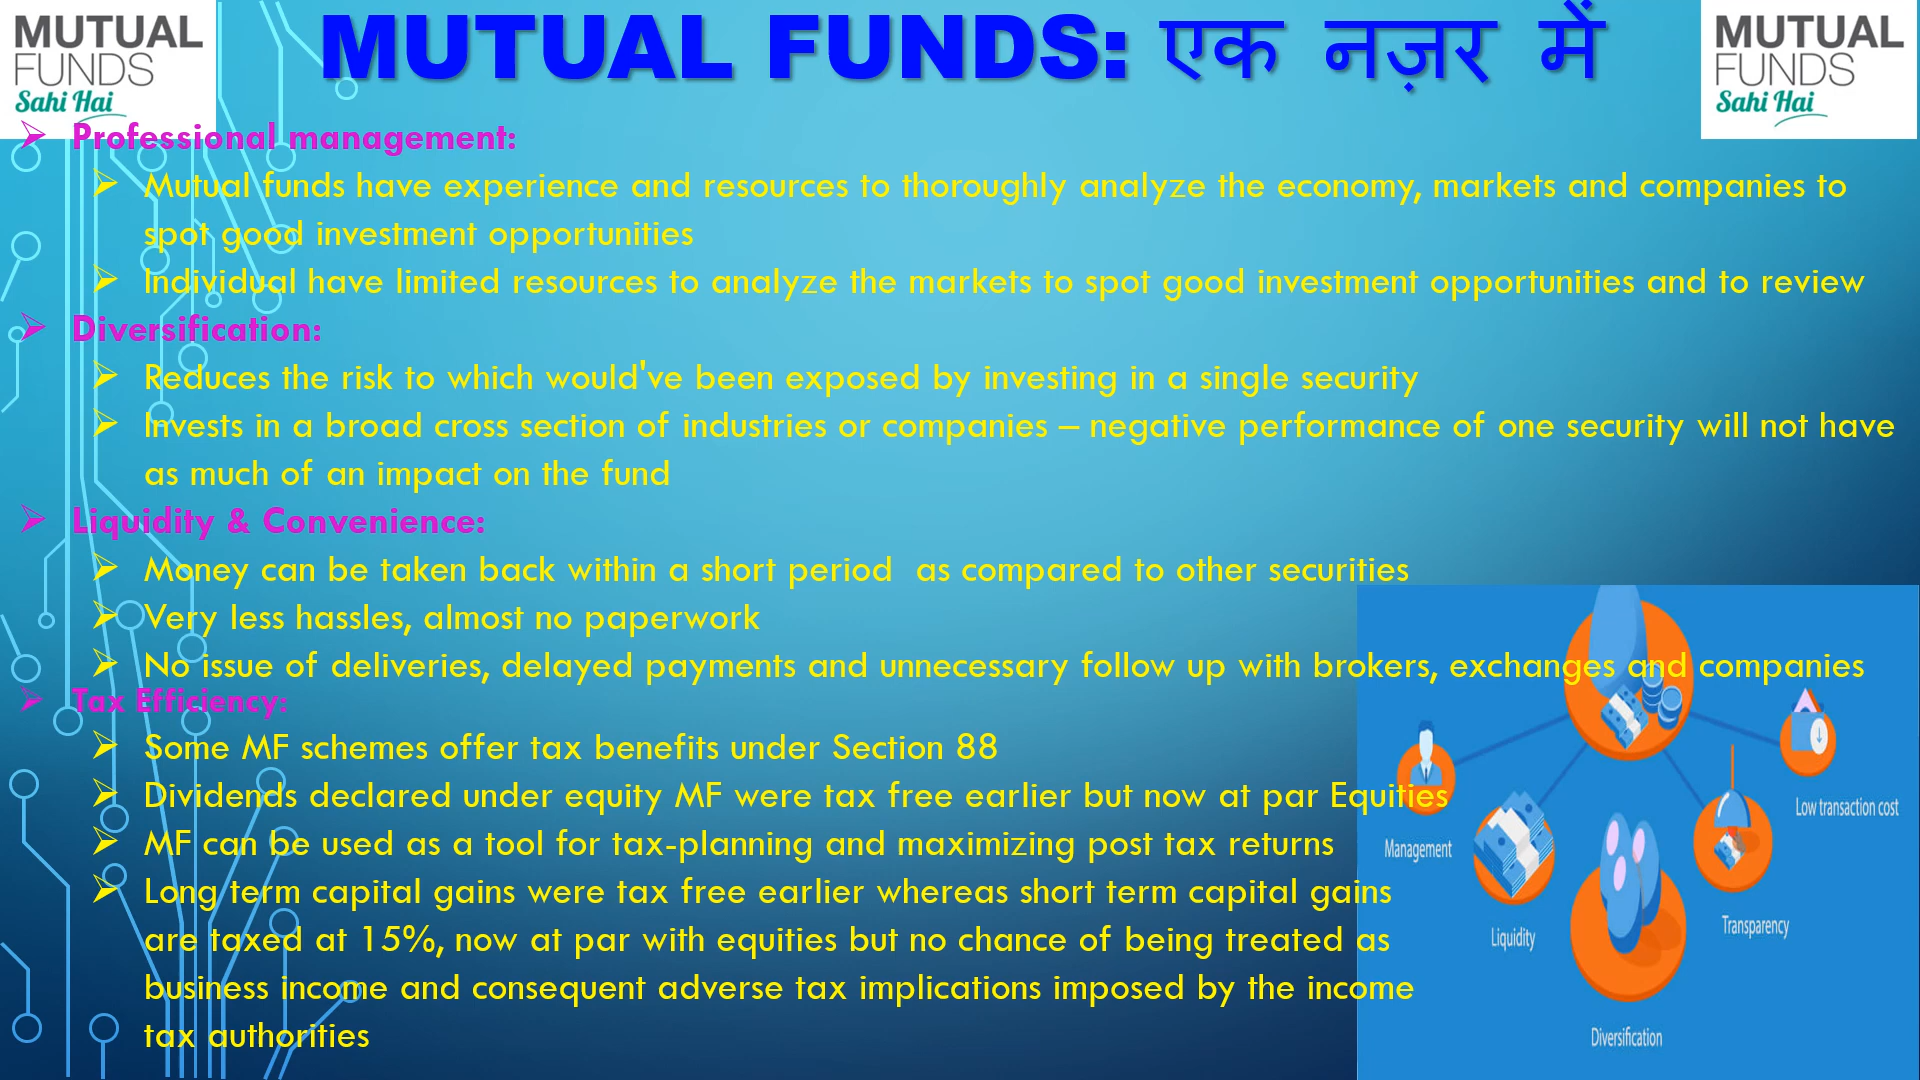 MUTUAL
FUNDS
Sahi Hai
MUTUAL FUNDS: एक नज़र में
MUTUAL
FUNDS
Sahi Hai
Professional management:
Mutual funds have experience and resources to thoroughly analyze the economy, markets and companies to
spot good investment opportunities
Individual have limited resources to analyze the markets to spot good investment opportunities and to review
Diversification:
Reduces the risk to which would've been exposed by investing in a single security
Invests in a broad cross section of industries or companies – negative performance of one security will not have
as much of an impact on the fund
Liquidity & Convenience:
Money can be taken back within a short period as compared to other securities
Very less hassles, almost no paperwork
No issue of deliveries, delayed payments and unnecessary follow up with brokers, exchanges and companies
Tax Efficiency:
Some MF schemes offer tax benefits under Section 88
Dividends declared under equity MF were tax free earlier but now at par Equities
MF can be used as a tool for tax-planning and maximizing post tax returns
Long term capital gains were tax free earlier whereas short term capital gains
are taxed at 15%, now at par with equities but no chance of being treated as
business income and consequent adverse tax implications imposed by the income
tax authorities
Low transaction cost
Management
Transparency
Liquidity
Diversification